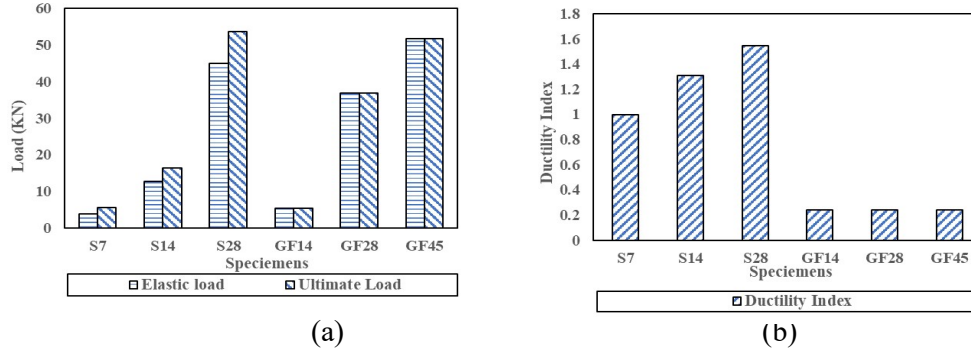 60
50
40
30
20
10
0
Load (KN)
S7 S14 S28 GF14 GF28 GF45
Speciemens
Elastic load Ultimate Load
(a)
1.8
1.6
1.4
1.2
1
0.8
0.6
0.4
0.2
0
Ductility Index
S7 S14 S28 GF14 GF28 GF45
Speciemens
Ductility Index
(b)